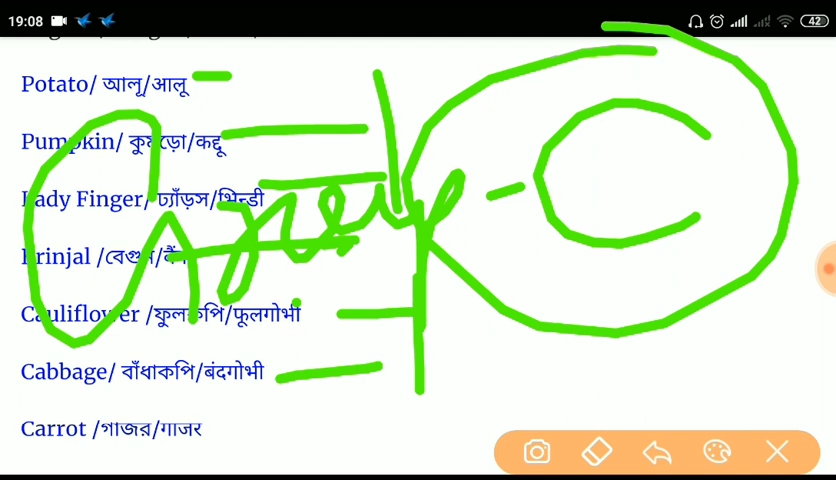 19:08 42
Potato/ আলু/आलू
Pumpkin/ কুমড়ো/कद्दू
Lady Finger/ ঢ্যাঁড়স/भिन्डी
Brinjal /বেগুন/बैं
Cauliflower /ফুলকপি/फूलगोभी
Cabbage/ বাঁধাকপি/बंदगोभी
Carrot /গাজর/गाजर